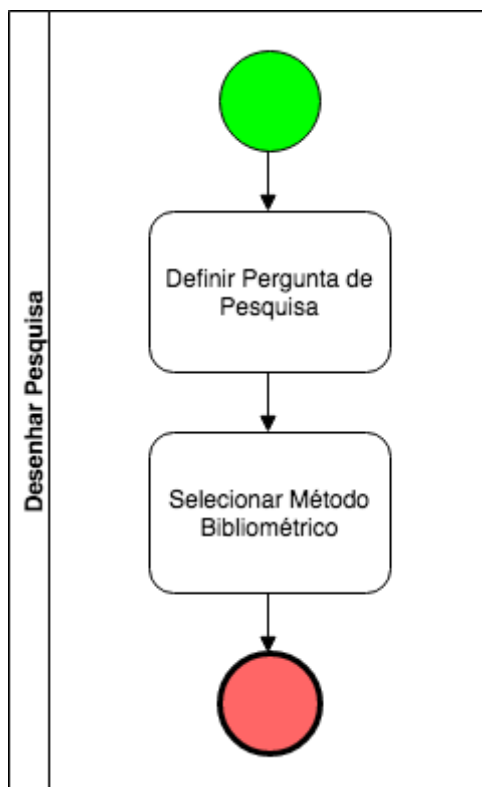 Desenhar Pesquisa
Definir Pergunta de
Pesquisa
Selecionar Método
Bibliométrico